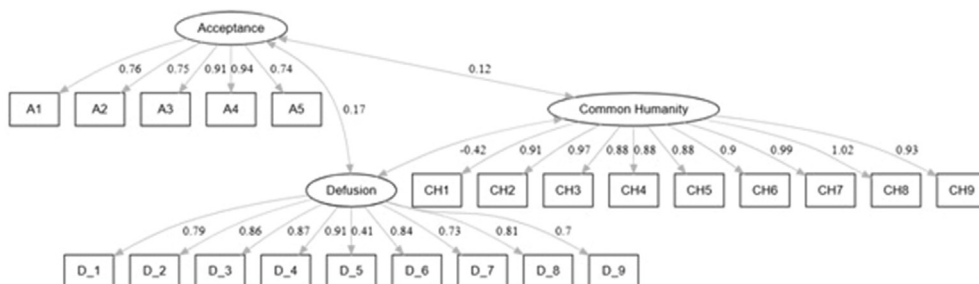 Acceptance
0.76 0.75 0.91 0.94 0.74 0.12
A1 A2 A3 A4 A5 0.17 Common Humanity
-0.42 0.91 0.97 0.88 0.88 0.88 0.9 0.99 1.02 0.93
Defusion CH1 CH2 CH3 CH4 CH5 CH6 CH7 CH8 CH9
0.79 0.86 0.87 0.91 0.41 0.84 0.73 0.81 0.7
D_1 D_2 D_3 D_4 D_5 D_6 D_7 D_8 D_9